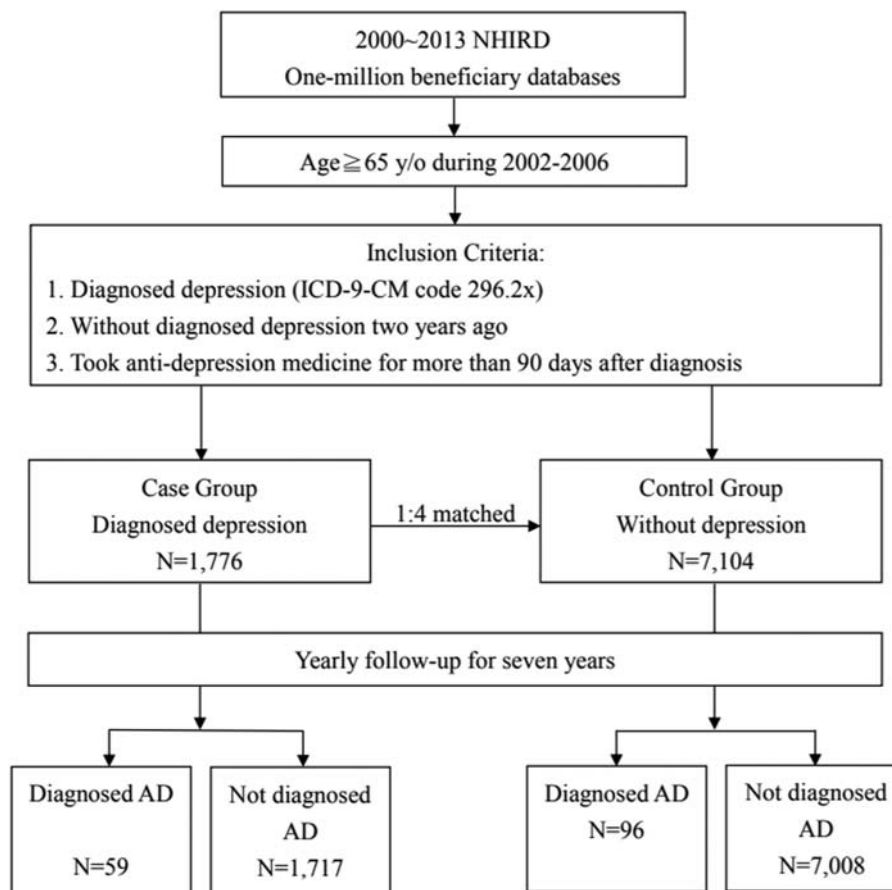 2000~2013 NHIRD
One-million beneficiary databases
Age≧65 y/o during 2002-2006
Inclusion Criteria:
1. Diagnosed depression (ICD-9-CM code 296.2x)
2. Without diagnosed depression two years ago
3. Took anti-depression medicine for more than 90 days after diagnosis
Case Group
Diagnosed depression
N=1,776
1:4 matched
Control Group
Without depression
N=7,104
Yearly follow-up for seven years
Diagnosed AD
N=59
Not diagnosed
AD
N=1,717
Diagnosed AD
N=96
Not diagnosed
AD
N=7,008